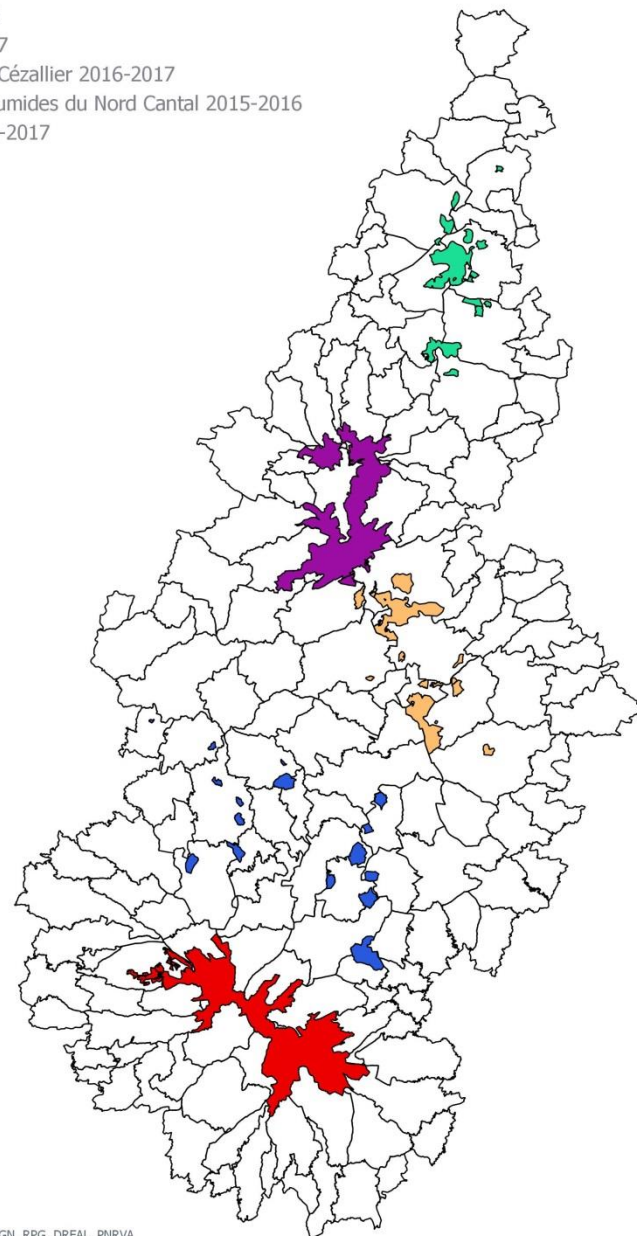 7
Cézallier 2016-2017
umides du Nord Cantal 2015-2016
-2017
GN, RPG, DREAL, PNRVA